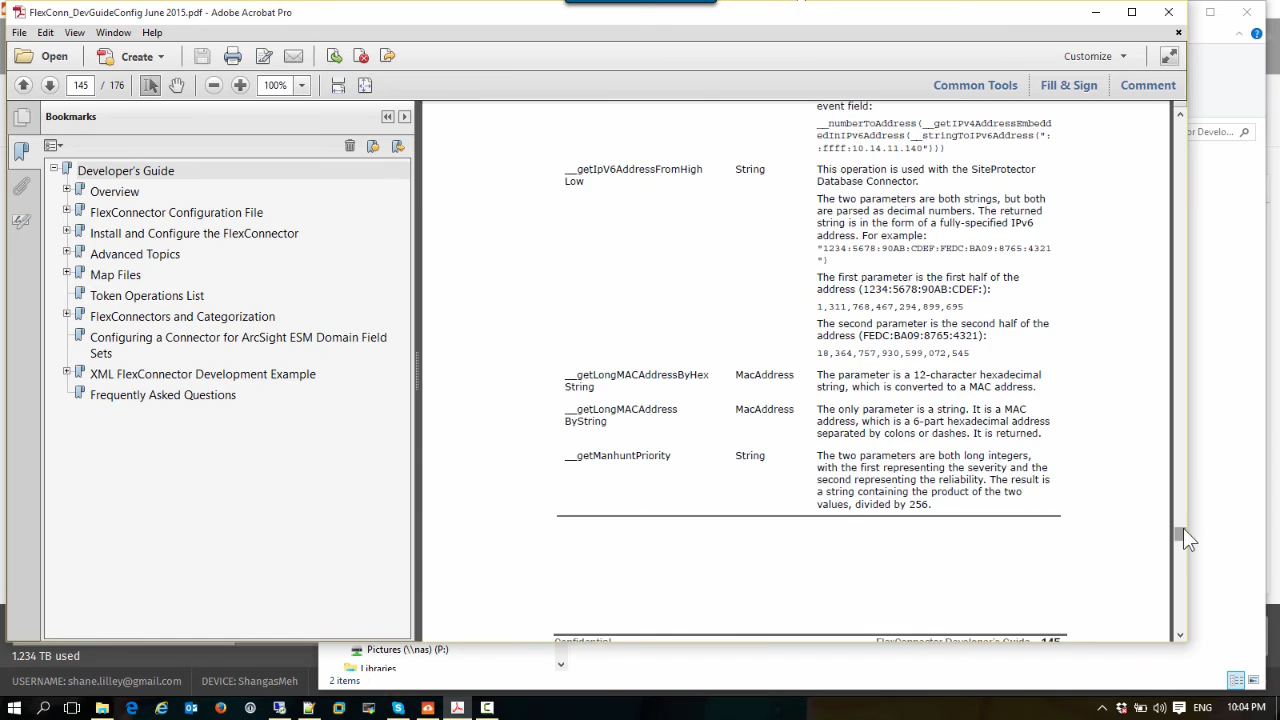 FlexConn_DevGuideConfig June 2015.pdf - Adobe Acrobat Pro
File Edit View Window Help
Open Create Customize
145 / 176 100% Common Tools Fill & Sign Comment
Bookmarks
Developer's Guide
Overview
FlexConnector Configuration File
Install and Configure the FlexConnector
Advanced Topics
Map Files
Token Operations List
FlexConnectors and Categorization
Configuring a Connector for ArcSight ESM Domain Field
Sets
XML FlexConnector Development Example
Frequently Asked Questions
event field:
__numberToAddress(__getIPv4AddressEmbedd
edInIPv6Address(__stringToIPv6Address(":
:ffff:10.14.11.140")))
__getIpV6AddressFromHigh String This operation is used with the SiteProtector
Low Database Connector.
The two parameters are both strings, but both
are parsed as decimal numbers. The returned
string is in the form of a fully-specified IPv6
address. For example:
"1234:5678:90AB:CDEF:FEDC:BA09:8765:4321
")
The first parameter is the first half of the
address (1234:5678:90AB:CDEF:):
1,311,768,467,294,899,695
The second parameter is the second half of the
address (FEDC:BA09:8765:4321):
18,364,757,930,599,072,545
__getLongMACAddressByHex MacAddress The parameter is a 12-character hexadecimal
String string, which is converted to a MAC address.
__getLongMACAddress MacAddress The only parameter is a string. It is a MAC
ByString address, which is a 6-part hexadecimal address
separated by colons or dashes. It is returned.
__getManhuntPriority String The two parameters are both long integers,
with the first representing the severity and the
second representing the reliability. The result is
a string containing the product of the two
values, divided by 256.
Confidential FlexConnector Developer's Guide 145
or Develo...
1.234 TB used
Pictures (\\nas) (P:)
Libraries
USERNAME: shane.lilley@gmail.com DEVICE: ShangasMeh
2 items
ENG 10:04 PM